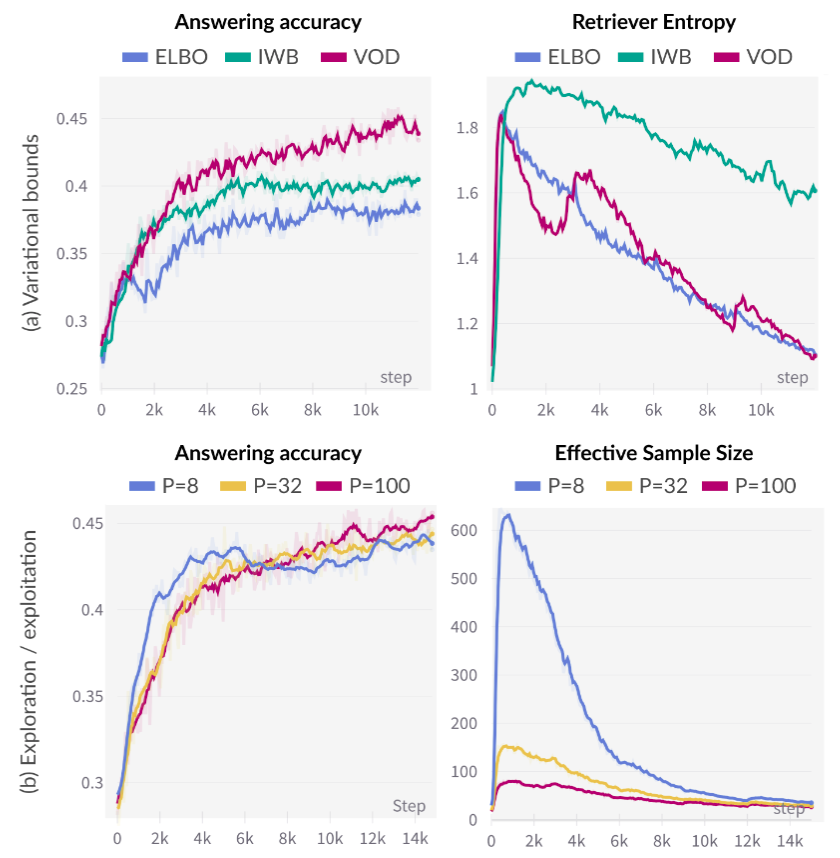 Answering accuracy
ELBO IWB VOD
(a) Variational bounds
0.45
0.4
0.35
0.3
0.25
step
0 2k 4k 6k 8k 10k
Retriever Entropy
ELBO IWB VOD
1.8
1.6
1.4
1.2
1
step
0 2k 4k 6k 8k 10k
Answering accuracy
P=8 P=32 P=100
(b) Exploration / exploitation
0.45
0.4
0.35
0.3
Step
0 2k 4k 6k 8k 10k 12k 14k
Effective Sample Size
P=8 P=32 P=100
600
500
400
300
200
100
0
step
0 2k 4k 6k 8k 10k 12k 14k